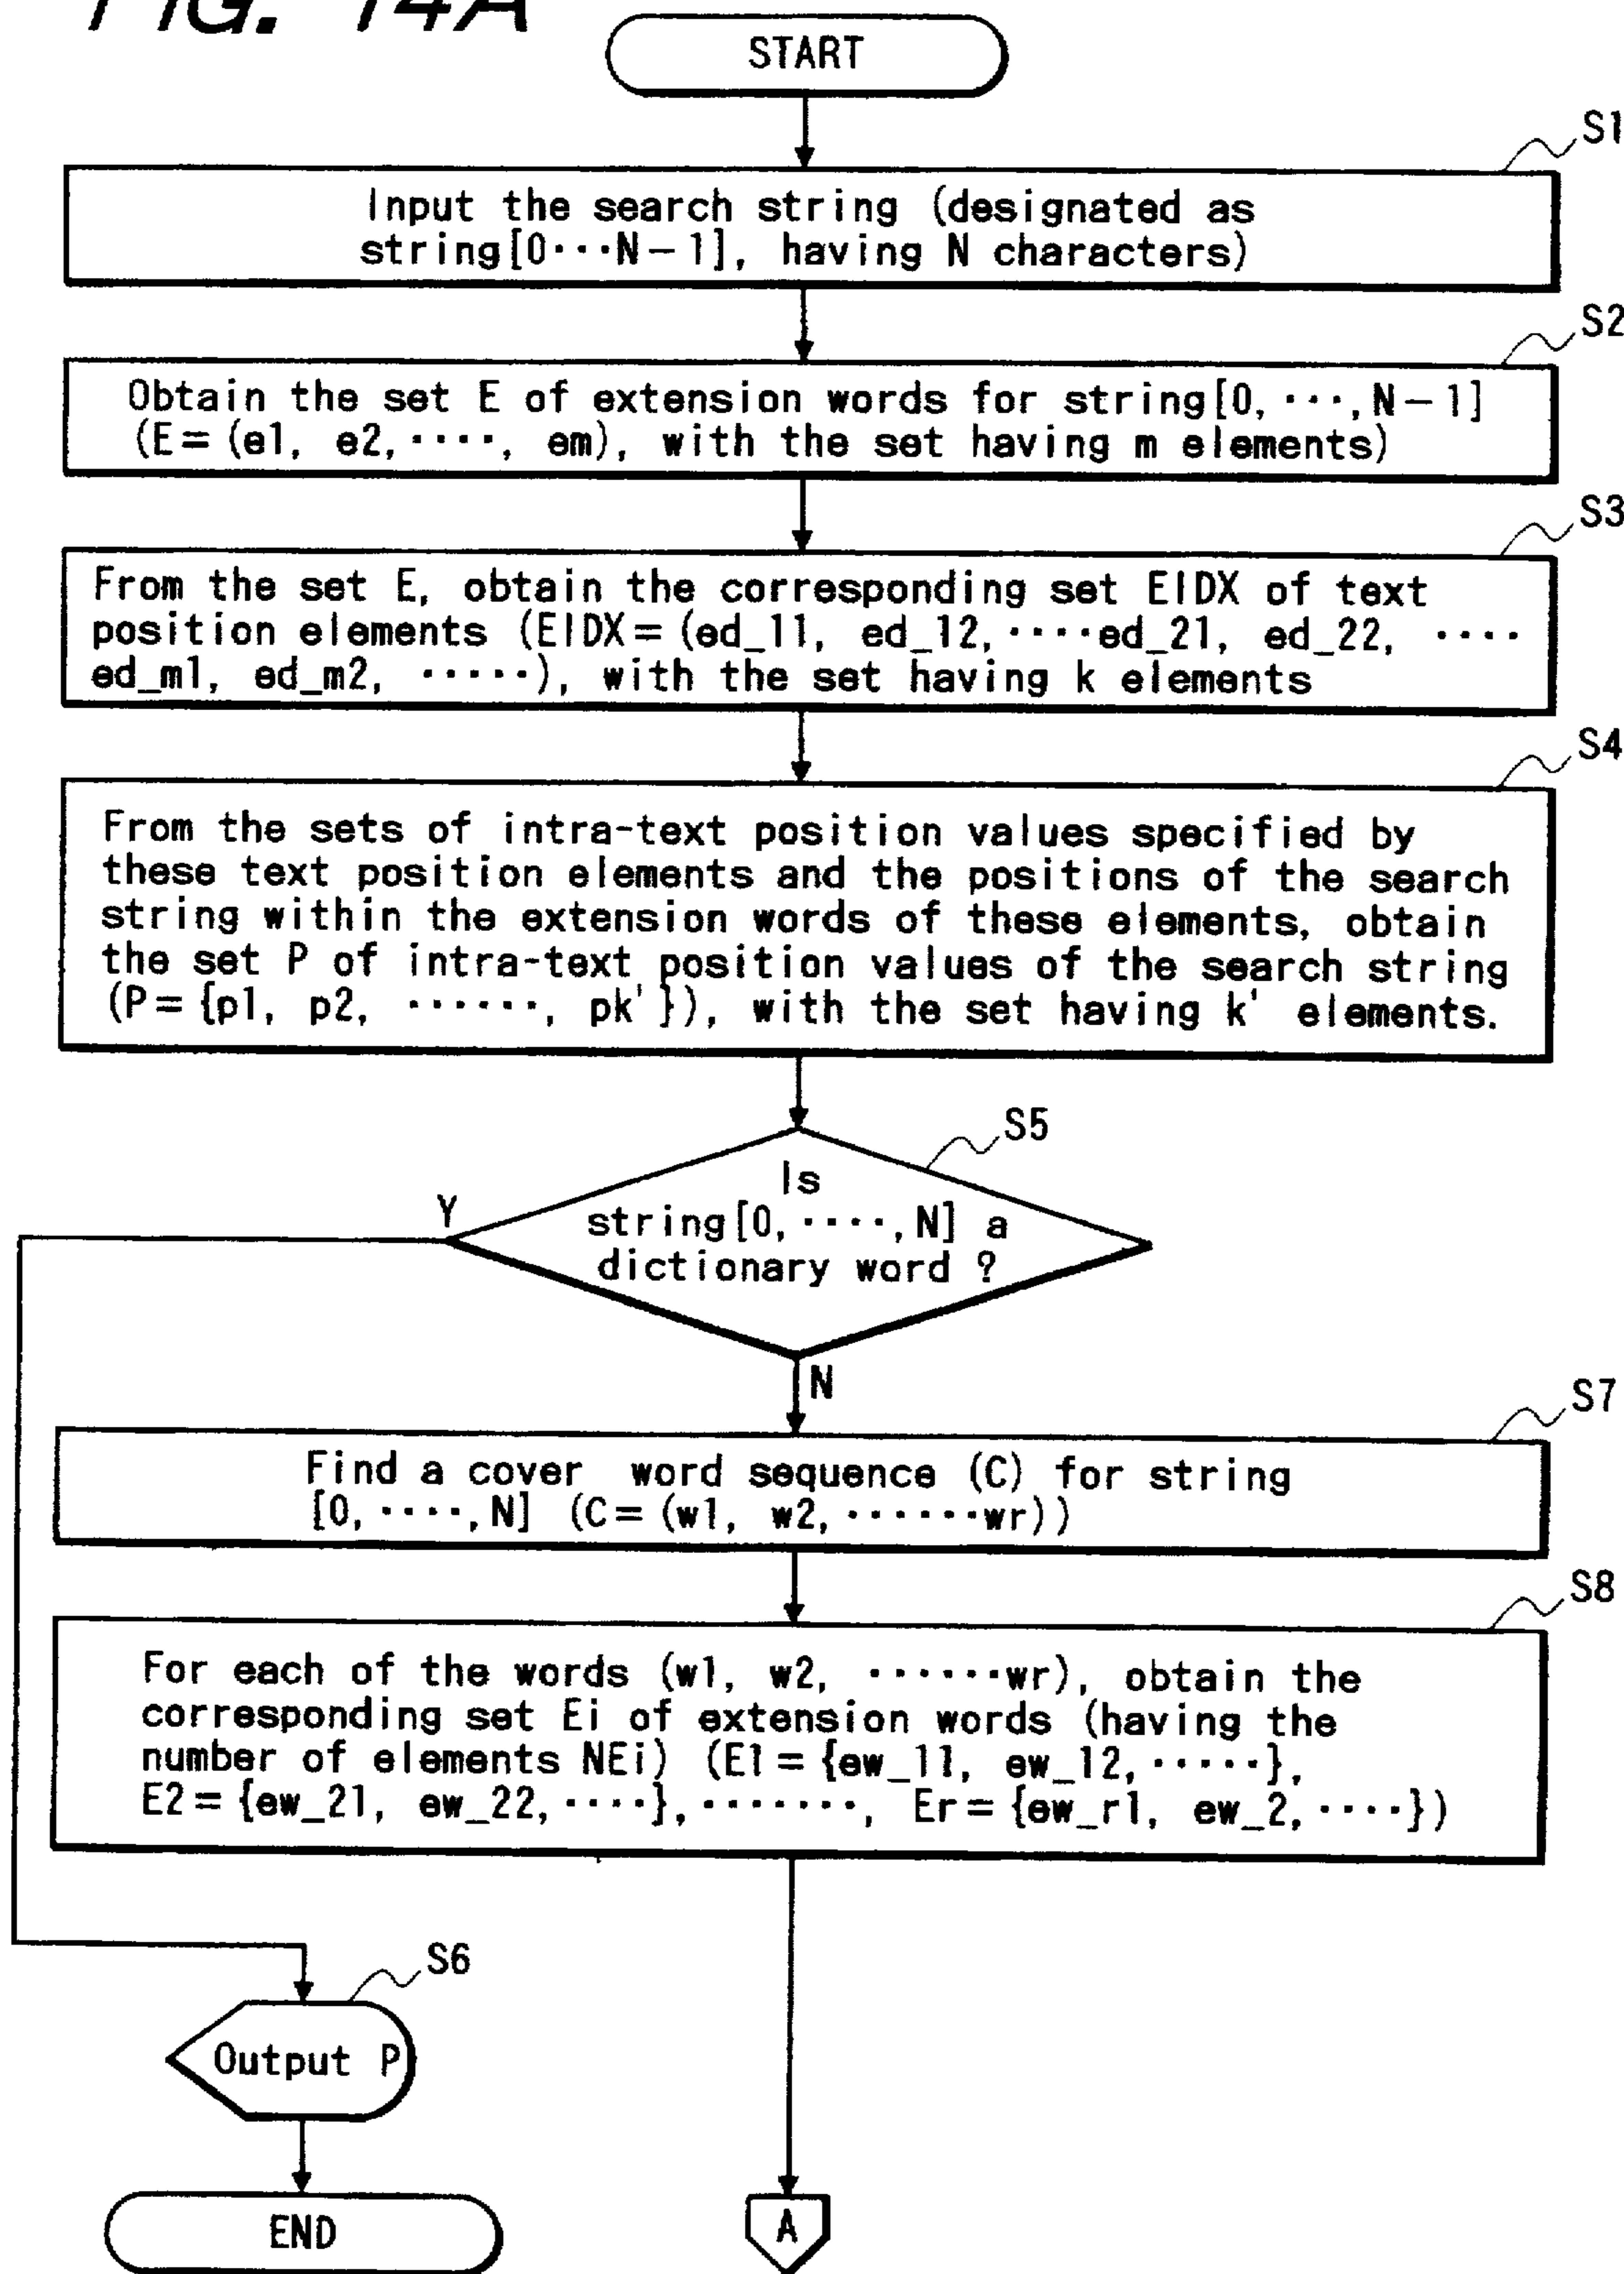 FIG. 14A
START
S1
Input the search string (designated as
string[0···N-1], having N characters)
S2
Obtain the set E of extension words for string[0, ···, N-1]
(E=(e1, e2, ····, em), with the set having m elements)
S3
From the set E, obtain the corresponding set EIDX of text
position elements (EIDX=(ed_11, ed_12, ····ed_21, ed_22, ····
ed_m1, ed_m2, ·····), with the set having k elements
S4
From the sets of intra-text position values specified by
these text position elements and the positions of the search
string within the extension words of these elements, obtain
the set P of intra-text position values of the search string
(P={p1, p2, ······, pk'}), with the set having k' elements.
S5
Is
string[0, ····, N] a
dictionary word ?
Y
N
S7
Find a cover word sequence (C) for string
[0, ····, N] (C=(w1, w2, ······wr))
S8
For each of the words (w1, w2, ······wr), obtain the
corresponding set Ei of extension words (having the
number of elements NEi) (E1={ew_11, ew_12, ·····},
E2={ew_21, ew_22, ····}, ·······, Er={ew_r1, ew_2, ····})
S6
Output P
END
A